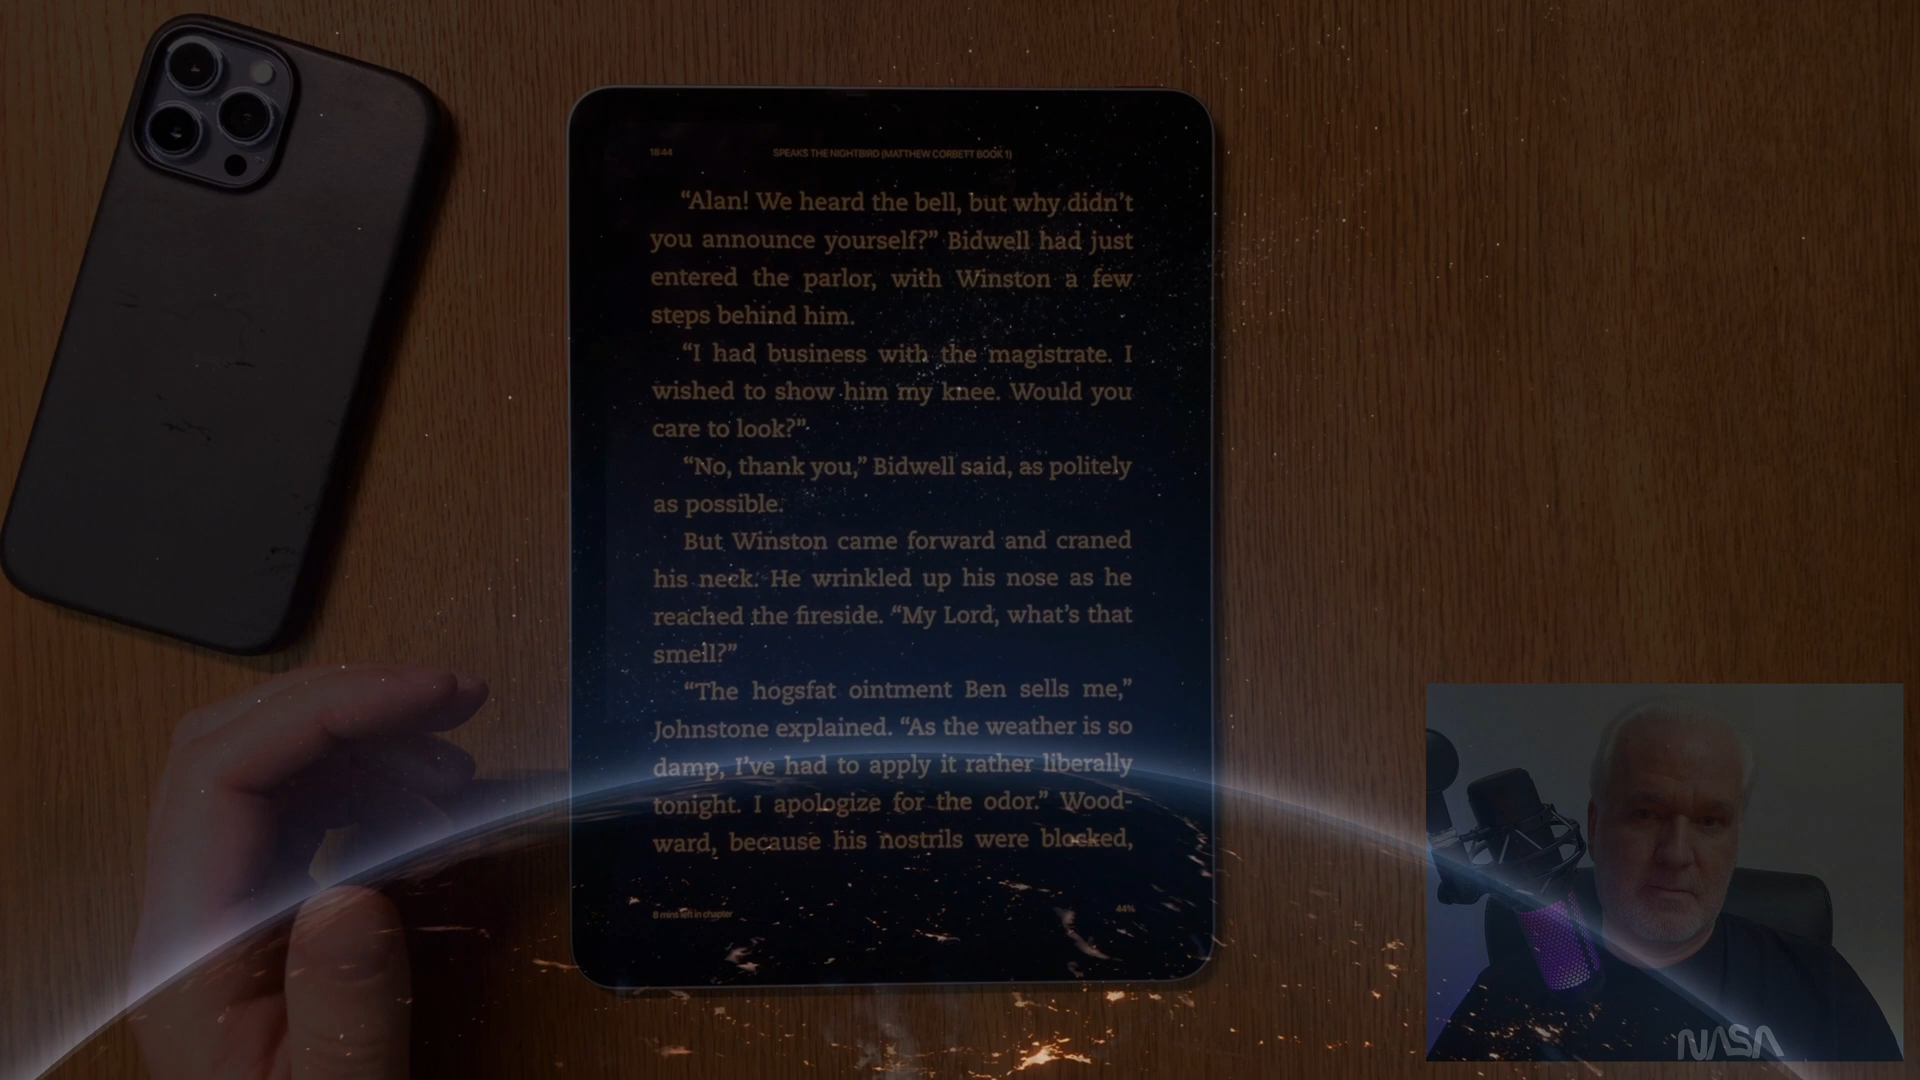 18:44
SPEAKS THE NIGHTBIRD (MATTHEW CORBETT BOOK 1)
“Alan! We heard the bell, but why didn’t
you announce yourself?” Bidwell had just
entered the parlor, with Winston a few
steps behind him.
“I had business with the magistrate. I
wished to show him my knee. Would you
care to look?”
“No, thank you,” Bidwell said, as politely
as possible.
But Winston came forward and craned
his neck. He wrinkled up his nose as he
reached the fireside. “My Lord, what’s that
smell?”
“The hogsfat ointment Ben sells me,”
Johnstone explained. “As the weather is so
damp, I’ve had to apply it rather liberally
tonight. I apologize for the odor.” Wood-
ward, because his nostrils were blocked,
8 mins left in chapter
44%
NASA